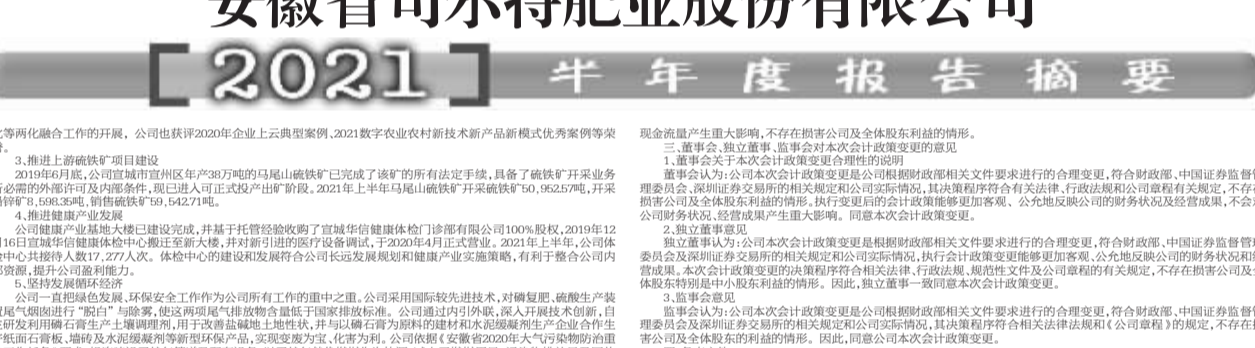 安徽省司尔特肥业股份有限公司
2021 半年度报告摘要
等两化融合工作的开展，公司也获评2020年企业上云典型案例、2021数字农业农村新技术新产品新模式优秀案例等荣
3、推进上游硫铁矿项目建设
2019年6月底，公司宣城市宣州区年产38万吨的马尾山硫铁矿已完成了该矿的所有法定手续，具备了硫铁矿开采业务
必需的外部许可及内部条件，现已进入可正式投产出矿阶段。2021年上半年马尾山硫铁矿开采硫铁矿50,952.57吨，开采
锌矿8,598.35吨，销售硫铁矿59,542.71吨。
4、推进健康产业发展
公司健康产业基地大楼已建设完成，并基于托管经验收购了宣城华信健康体检门诊部有限公司100%股权，2019年12
月16日宣城华信健康体检中心搬迁至新大楼，并对新引进的医疗设备调试，于2020年4月正式营业。2021年上半年，公司体
检中心共接待人数17,277人次。体检中心的建设和发展符合公司长远发展规划和健康产业实施策略，有利于整合公司内
部资源，提升公司盈利能力。
5、坚持发展循环经济
公司一直把绿色发展、环保安全工作作为公司所有工作的重中之重。公司采用国际较先进技术，对磷复肥、硫酸生产装
置尾气烟囱进行“脱白”与除雾，使这两项尾气排放物含量低于国家排放标准。公司通过内引外联，深入开展技术创新，自
主研发利用磷石膏生产土壤调理剂，用于改善盐碱地土地性状，并与以磷石膏为原料的建材和水泥缓凝剂生产企业合作生
产纸面石膏板、墙砖及水泥缓凝剂等新型环保产品，实现变废为宝、化害为利。公司依据《安徽省2020年大气污染防治重
现金流量产生重大影响，不存在损害公司及全体股东利益的情形。
三、董事会、独立董事、监事会对本次会计政策变更的意见
1、董事会关于本次会计政策变更合理性的说明
董事会认为：公司本次会计政策变更是公司根据财政部相关文件要求进行的合理变更，符合财政部、中国证券监督管
理委员会、深圳证券交易所的相关规定和公司实际情况，其决策程序符合有关法律、行政法规和公司章程有关规定，不存在
损害公司及全体股东利益的情形。执行变更后的会计政策能够更加客观、公允地反映公司的财务状况及经营成果，不会对
公司财务状况、经营成果产生重大影响。同意本次会计政策变更。
2、独立董事意见
独立董事认为：公司本次会计政策变更是根据财政部相关文件要求进行的合理变更，符合财政部、中国证券监督管理
委员会及深圳证券交易所的相关规定和公司实际情况，执行会计政策变更能够更加客观、公允地反映公司的财务状况和经
营成果。本次会计政策变更的决策程序符合相关法律、行政法规、规范性文件及公司章程的有关规定，不存在损害公司及全
体股东特别是中小股东利益的情形。因此，独立董事一致同意本次会计政策变更。
3、监事会意见
监事会认为：公司本次会计政策变更是公司根据财政部相关文件要求进行的合理变更，符合财政部、中国证券监督管
理委员会及深圳证券交易所的相关规定和公司实际情况，其决策程序符合相关法律法规和《公司章程》的规定，不存在损
害公司及全体股东利益的情形。因此，同意公司本次会计政策变更。